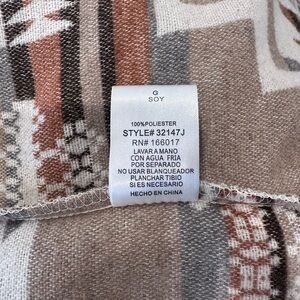 G
SOY
100%POLIESTER
STYLE# 32147J
RN# 166017
LAVAR A MANO
CON AGUA FRIA
POR SEPARADO
NO USAR BLANQUEADOR
PLANCHAR TIBIO
SI ES NECESARIO
HECHO EN CHINA